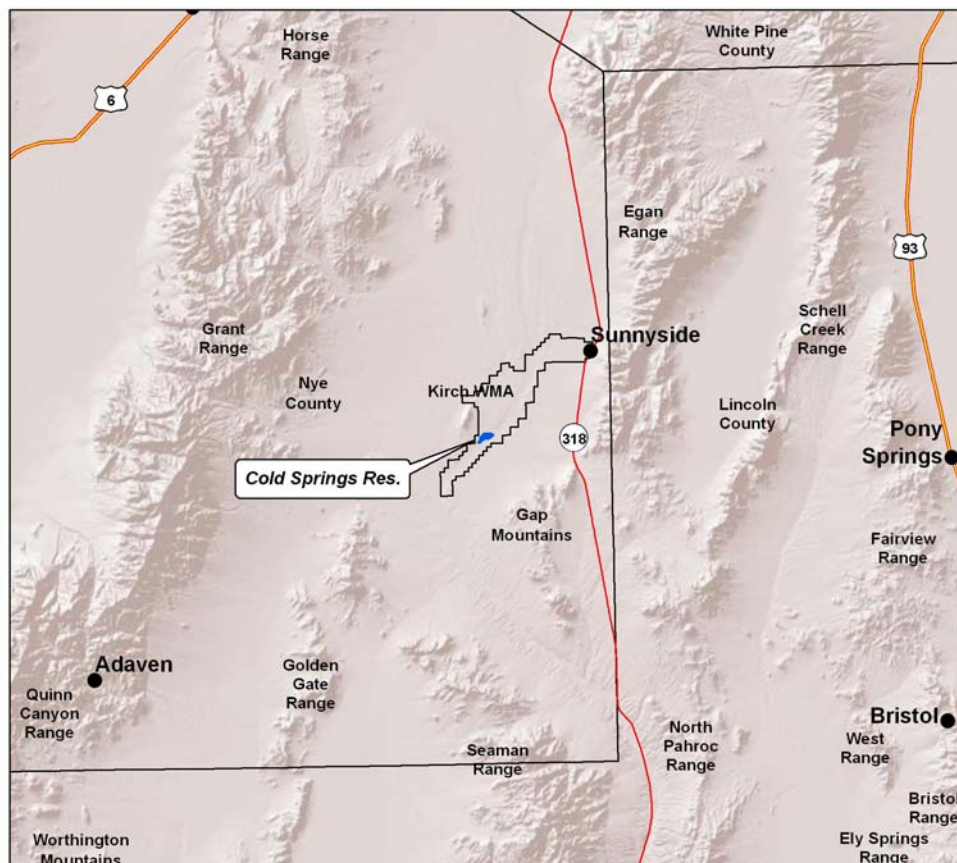 Horse
Range
White Pine
County
6
Egan
Range
93
Schell
Creek
Range
Grant
Range
Sunnyside
Nye
County
Kirch WMA
Lincoln
County
318
Pony
Springs
Cold Springs Res.
Gap
Mountains
Fairview
Range
Adaven
Golden
Gate
Range
Quinn
Canyon
Range
Bristol
North
Pahroc
Range
West
Range
Seaman
Range
Bristol
Range
Worthington
Mountains
Ely Springs
Range